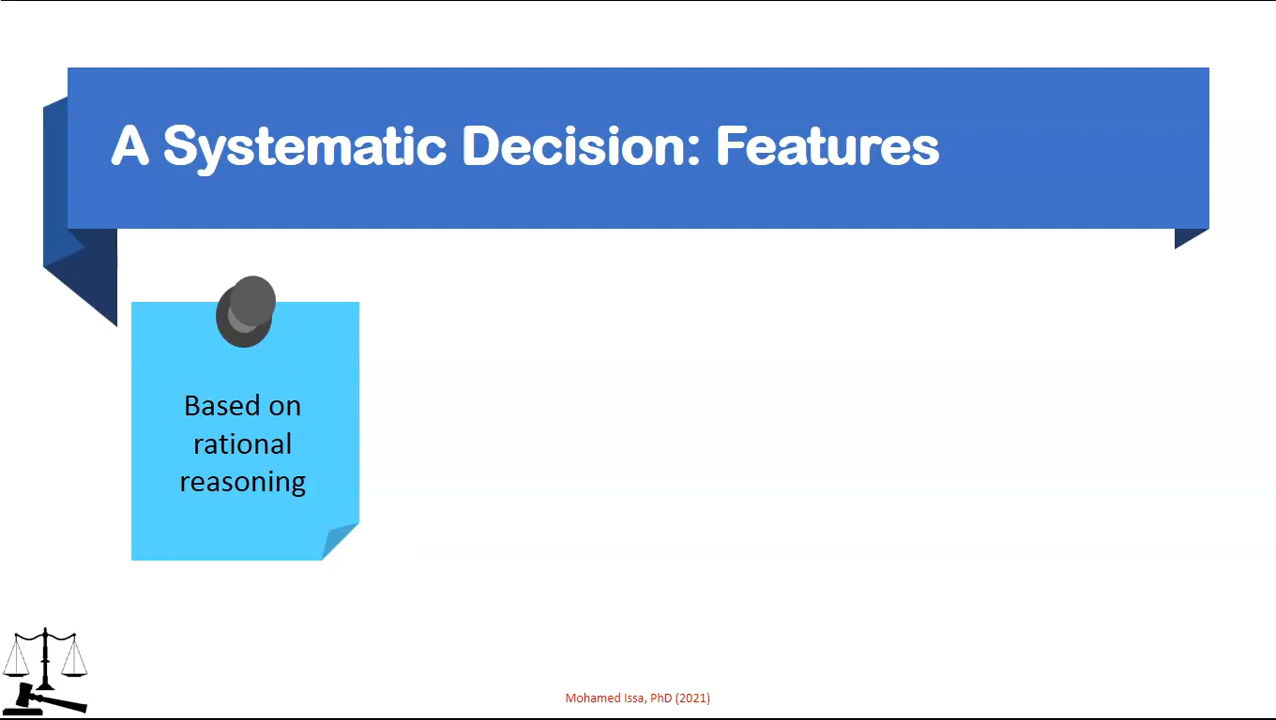 A Systematic Decision: Features
Based on
rational
reasoning
Mohamed Issa, PhD (2021)